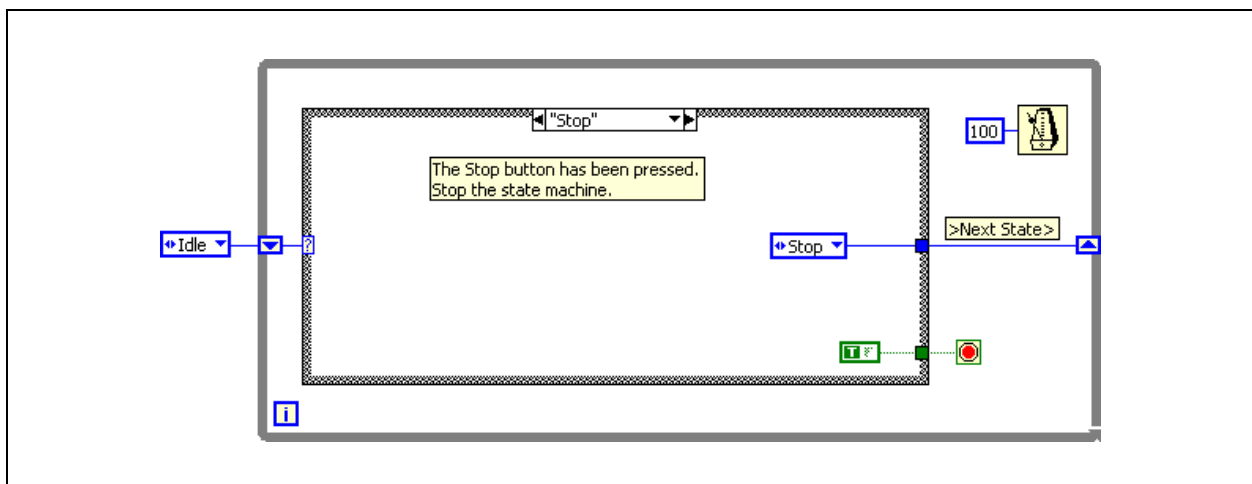 "Stop"
100
The Stop button has been pressed.
Stop the state machine.
>Next State>
Idle
?
Stop
T F
i